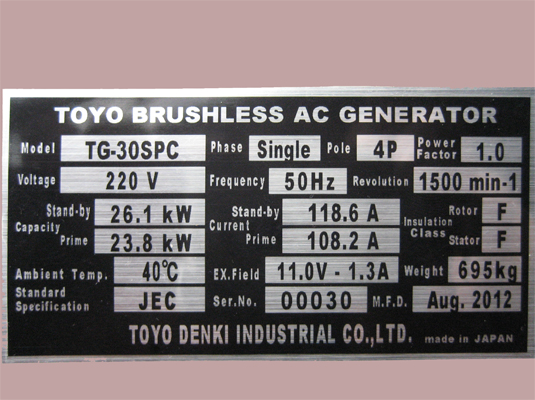 TOYO BRUSHLESS AC GENERATOR
Model TG-30SPC Phase Single Pole 4P Power Factor 1.0
Voltage 220 V Frequency 50Hz Revolution 1500 min-1
Capacity Stand-by 26.1 kW Current Stand-by 118.6 A Insulation Class Rotor F
Prime 23.8 kW Prime 108.2 A Stator F
Ambient Temp. 40℃ EX.Field 11.0V - 1.3A Weight 695kg
Standard Specification JEC Ser.No. 00030 M.F.D. Aug. 2012
TOYO DENKI INDUSTRIAL CO.,LTD. made in JAPAN